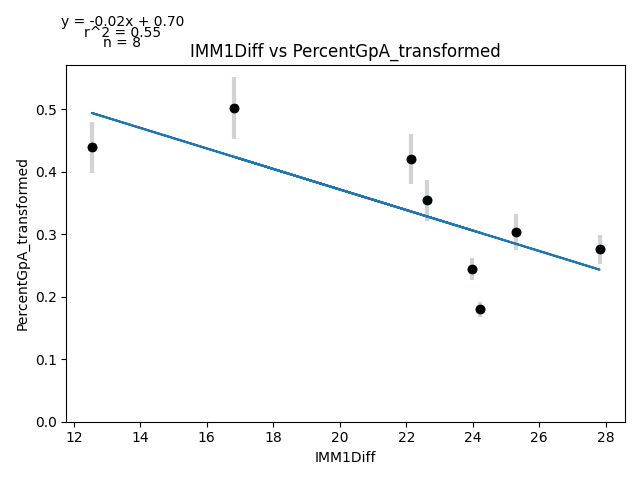 y = -0.02x + 0.70
r^2 = 0.55
n = 8
IMM1Diff vs PercentGpA_transformed
PercentGpA_transformed
0.5
0.4
0.3
0.2
0.1
0.0
12 14 16 18 20 22 24 26 28
IMM1Diff